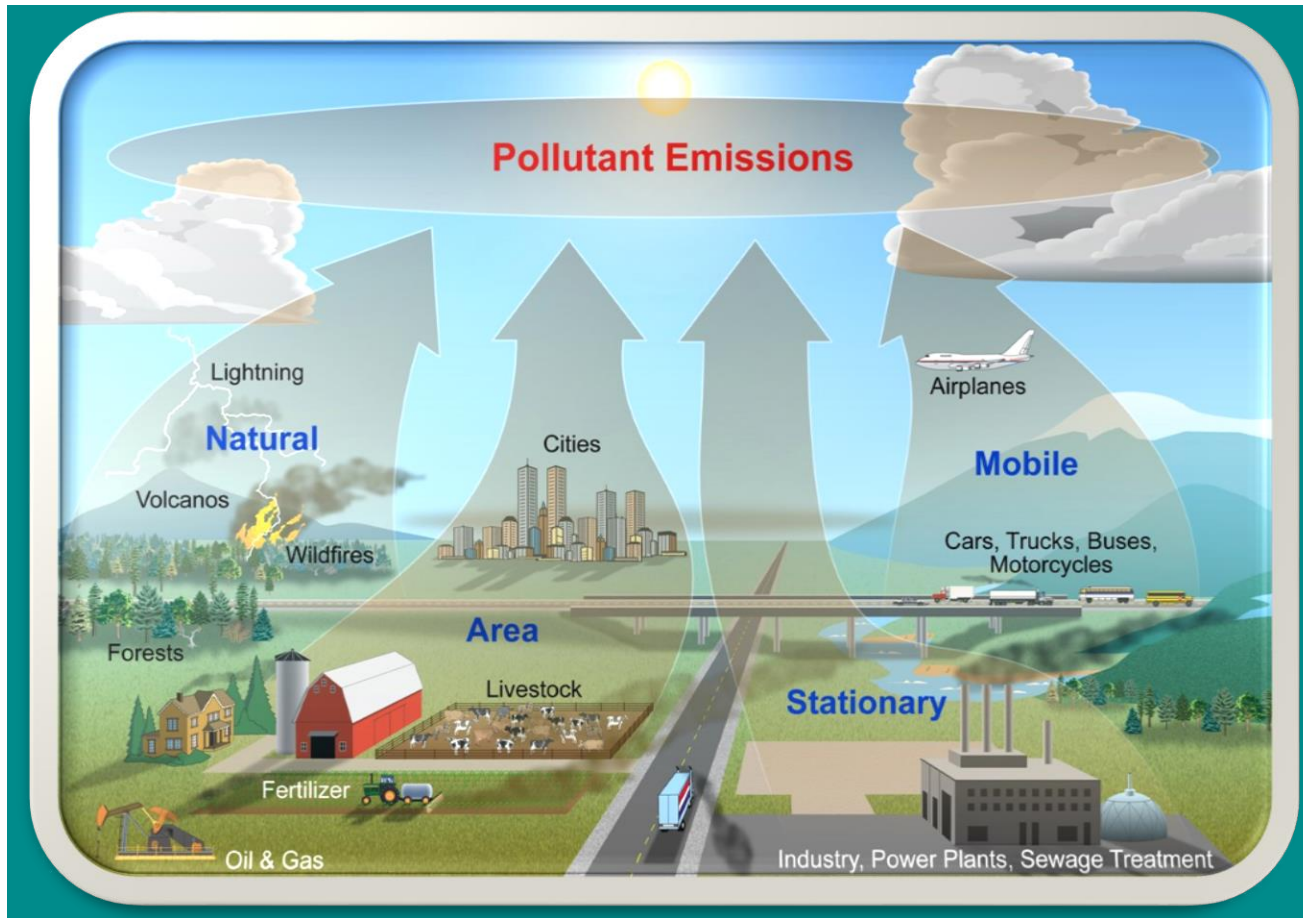 Pollutant Emissions
Lightning
Natural
Volcanos
Wildfires
Forests
Cities
Area
Livestock
Fertilizer
Oil & Gas
Airplanes
Mobile
Cars, Trucks, Buses,
Motorcycles
Stationary
Industry, Power Plants, Sewage Treatment